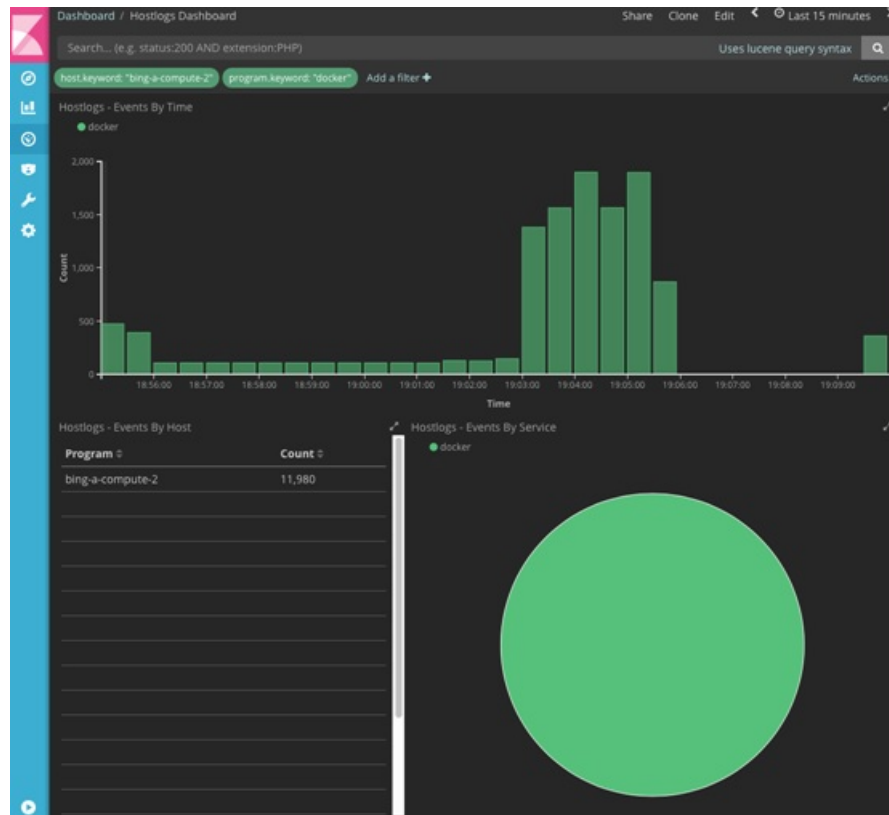 Dashboard / Hostlogs Dashboard Share Clone Edit Last 15 minutes
Search... (e.g. status:200 AND extension:PHP) Uses lucene query syntax
host.keyword: "bing-a-compute-2" program.keyword: "docker" Add a filter + Actions
Hostlogs - Events By Time
docker
2,000
1,500
1,000
500
0
Count
18:56:00 18:57:00 18:58:00 18:59:00 19:00:00 19:01:00 19:02:00 19:03:00 19:04:00 19:05:00 19:06:00 19:07:00 19:08:00 19:09:00
Time
Hostlogs - Events By Host
Program Count
bing-a-compute-2 11,980
Hostlogs - Events By Service
docker